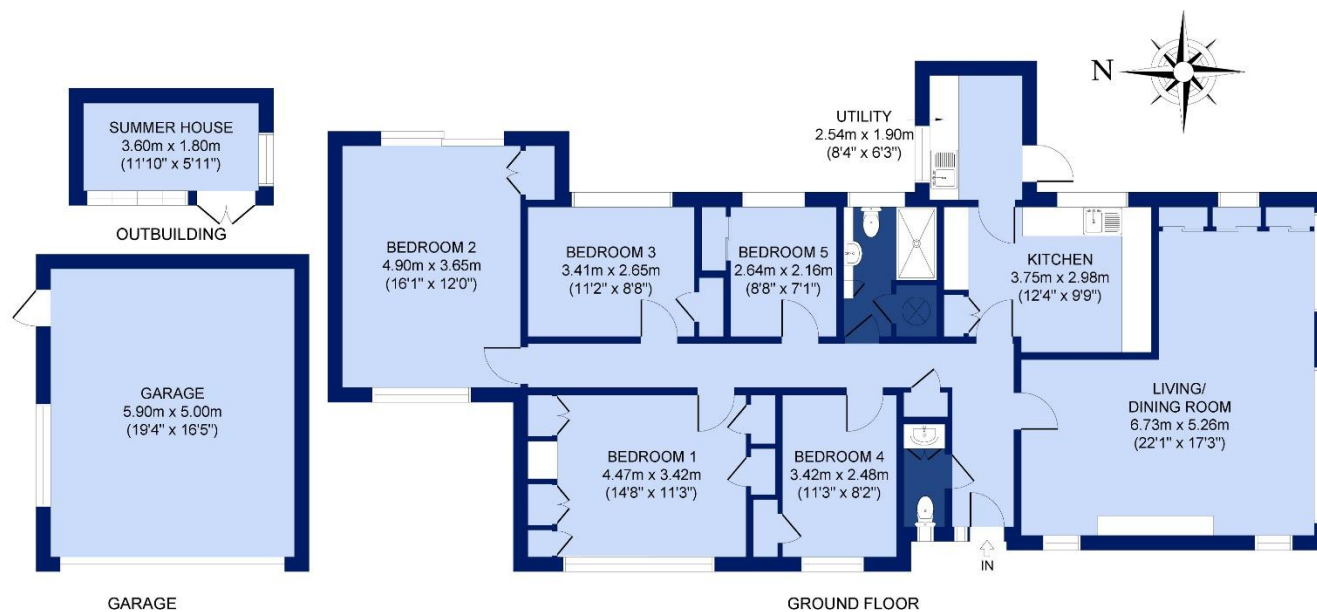 N
SUMMER HOUSE
3.60m x 1.80m
(11'10" x 5'11")
OUTBUILDING
UTILITY
2.54m x 1.90m
(8'4" x 6'3")
BEDROOM 2
4.90m x 3.65m
(16'1" x 12'0")
BEDROOM 3
3.41m x 2.65m
(11'2" x 8'8")
BEDROOM 5
2.64m x 2.16m
(8'8" x 7'1")
KITCHEN
3.75m x 2.98m
(12'4" x 9'9")
GARAGE
5.90m x 5.00m
(19'4" x 16'5")
LIVING/
DINING ROOM
6.73m x 5.26m
(22'1" x 17'3")
BEDROOM 1
4.47m x 3.42m
(14'8" x 11'3")
BEDROOM 4
3.42m x 2.48m
(11'3" x 8'2")
IN
GARAGE
GROUND FLOOR